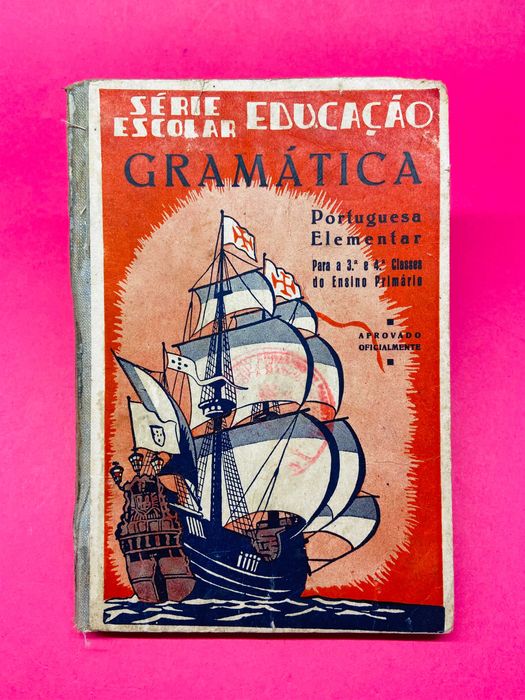 SÉRIE ESCOLAR EDUCAÇÃO
GRAMÁTICA
Portuguesa
Elementar
Para a 3.ª e 4.ª Classes
do Ensino Primário
APROVADO
OFICIALMENTE